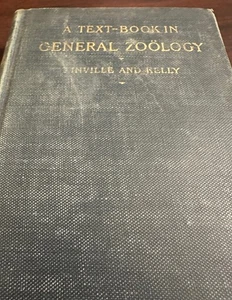 A TEXT-BOOK IN
GENERAL ZOÖLOGY
LINVILLE AND KELLY